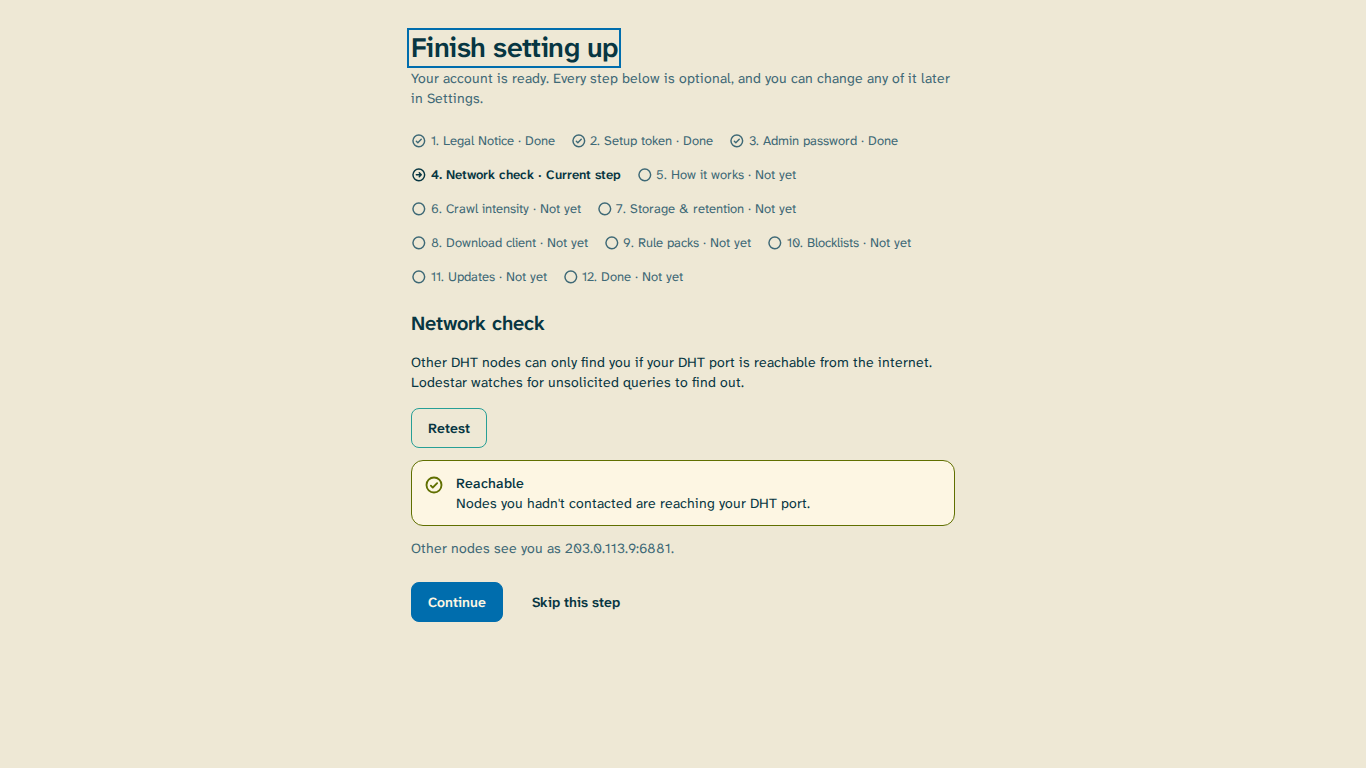 Finish setting up
Your account is ready. Every step below is optional, and you can change any of it later
in Settings.
1. Legal Notice · Done
2. Setup token · Done
3. Admin password · Done
4. Network check · Current step
5. How it works · Not yet
6. Crawl intensity · Not yet
7. Storage & retention · Not yet
8. Download client · Not yet
9. Rule packs · Not yet
10. Blocklists · Not yet
11. Updates · Not yet
12. Done · Not yet
Network check
Other DHT nodes can only find you if your DHT port is reachable from the internet.
Lodestar watches for unsolicited queries to find out.
Retest
Reachable
Nodes you hadn't contacted are reaching your DHT port.
Other nodes see you as 203.0.113.9:6881.
Continue
Skip this step